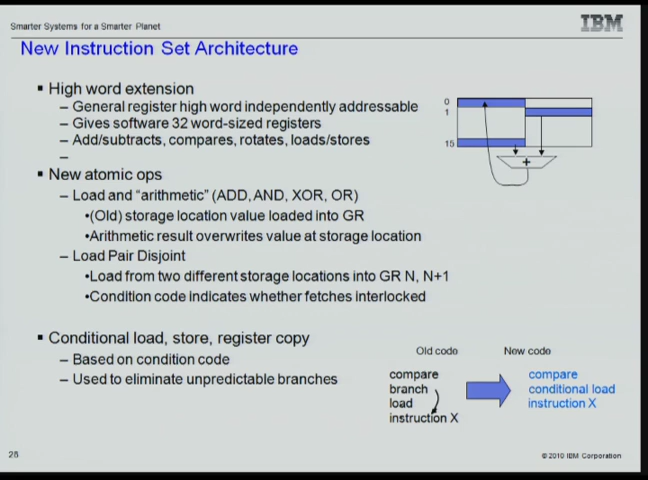 Smarter Systems for a Smarter Planet
IBM
New Instruction Set Architecture
▪ High word extension
– General register high word independently addressable
– Gives software 32 word-sized registers
– Add/subtracts, compares, rotates, loads/stores
–
0
1
15
+
▪ New atomic ops
– Load and "arithmetic" (ADD, AND, XOR, OR)
•(Old) storage location value loaded into GR
•Arithmetic result overwrites value at storage location
– Load Pair Disjoint
•Load from two different storage locations into GR N, N+1
•Condition code indicates whether fetches interlocked
▪ Conditional load, store, register copy
– Based on condition code
– Used to eliminate unpredictable branches
Old code
compare
branch
load
instruction X
New code
compare
conditional load
instruction X
© 2010 IBM Corporation